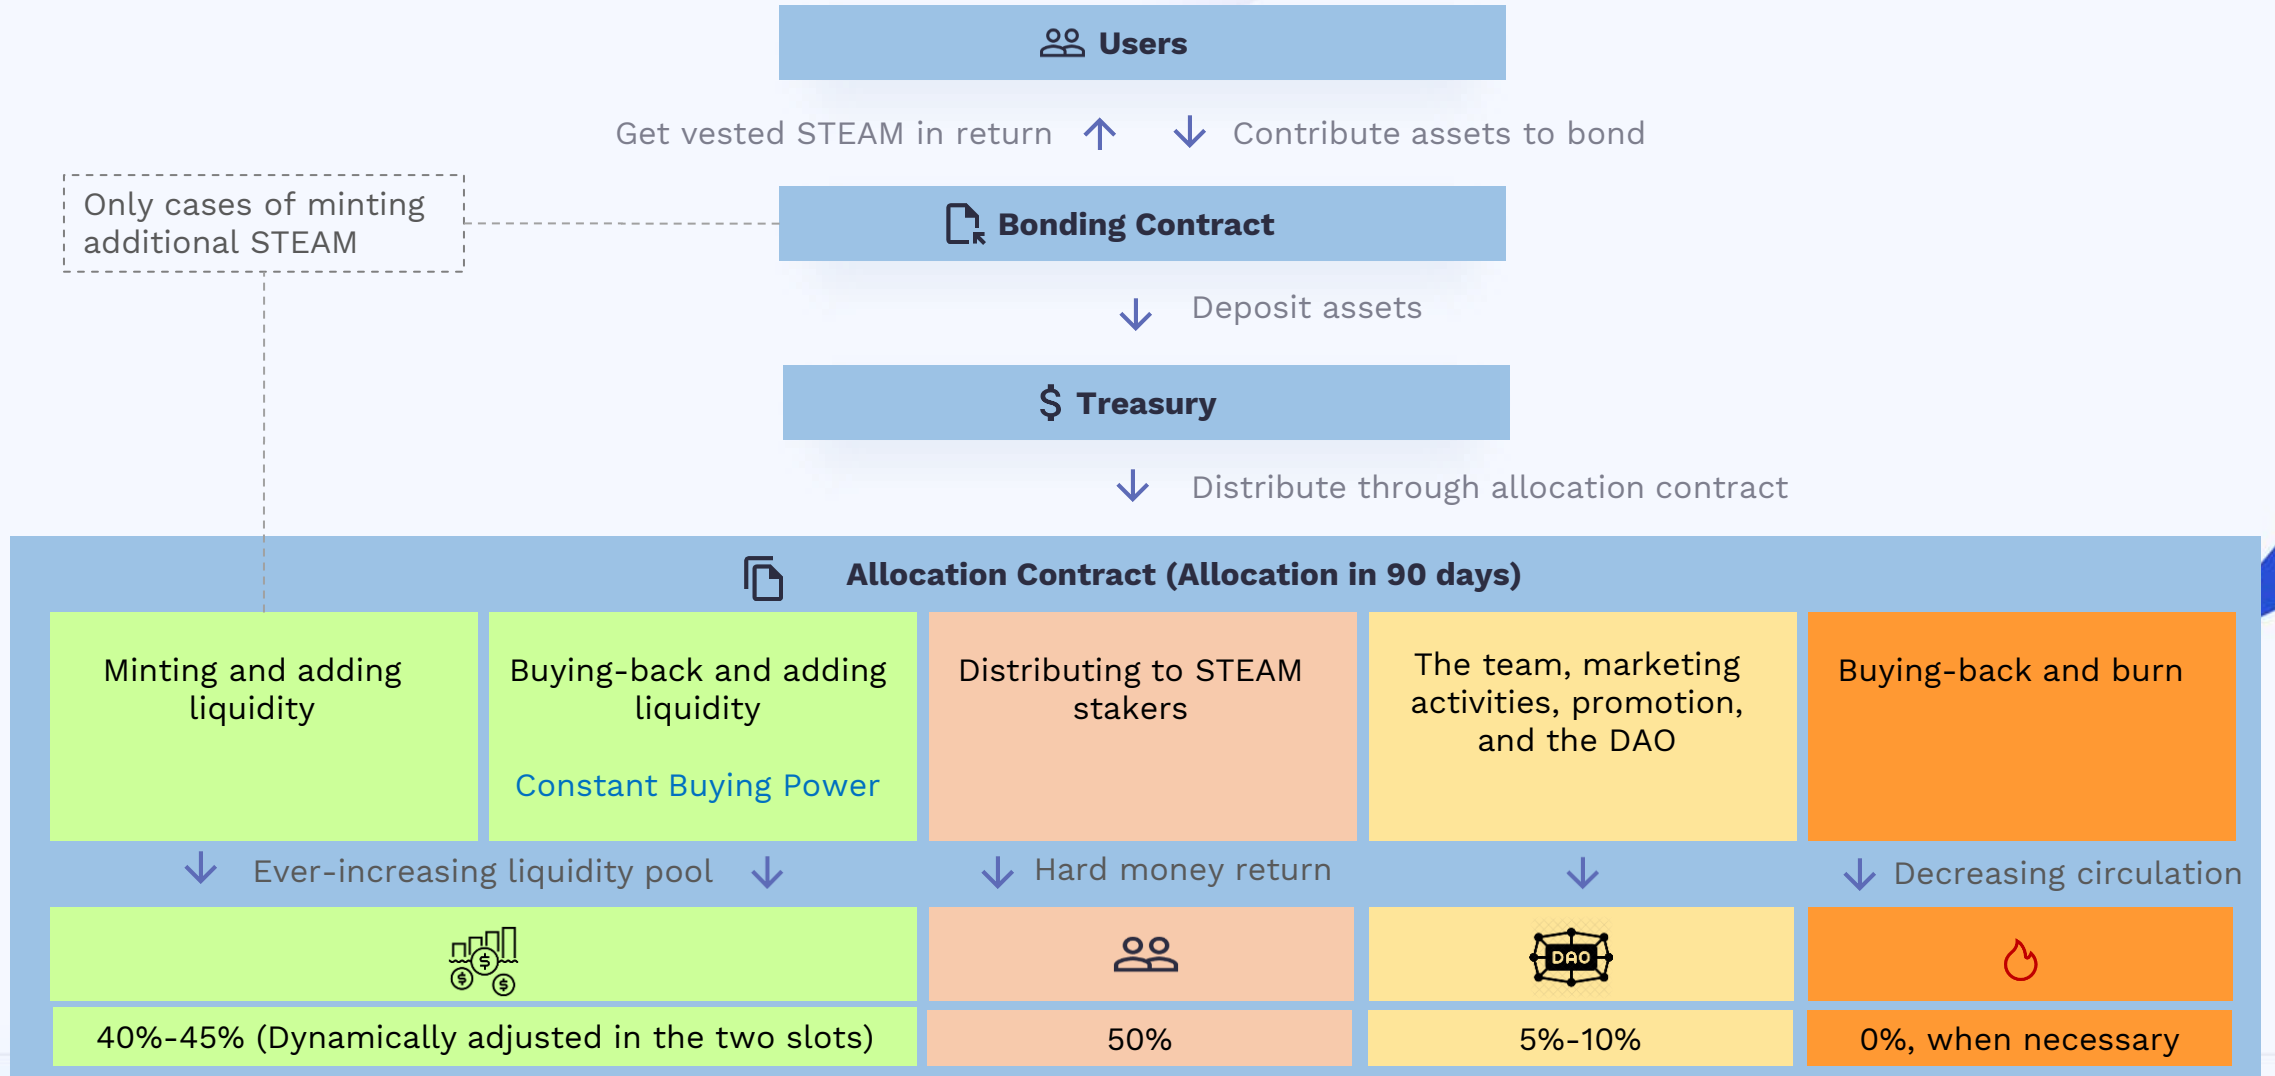 Users
Get vested STEAM in return
Contribute assets to bond
Only cases of minting
additional STEAM
Bonding Contract
Deposit assets
$ Treasury
Distribute through allocation contract
Allocation Contract (Allocation in 90 days)
Minting and adding
liquidity
Buying-back and adding
liquidity
Constant Buying Power
Distributing to STEAM
stakers
The team, marketing
activities, promotion,
and the DAO
Buying-back and burn
Ever-increasing liquidity pool
Hard money return
Decreasing circulation
$
$
$
DAO
40%-45% (Dynamically adjusted in the two slots)
50%
5%-10%
0%, when necessary